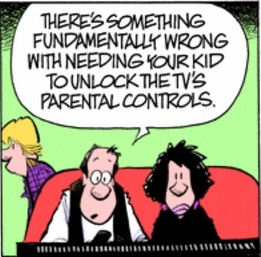 THERE'S SOMETHING
FUNDAMENTALLY WRONG
WITH NEEDING YOUR KID
TO UNLOCK THE TV'S
PARENTAL CONTROLS.